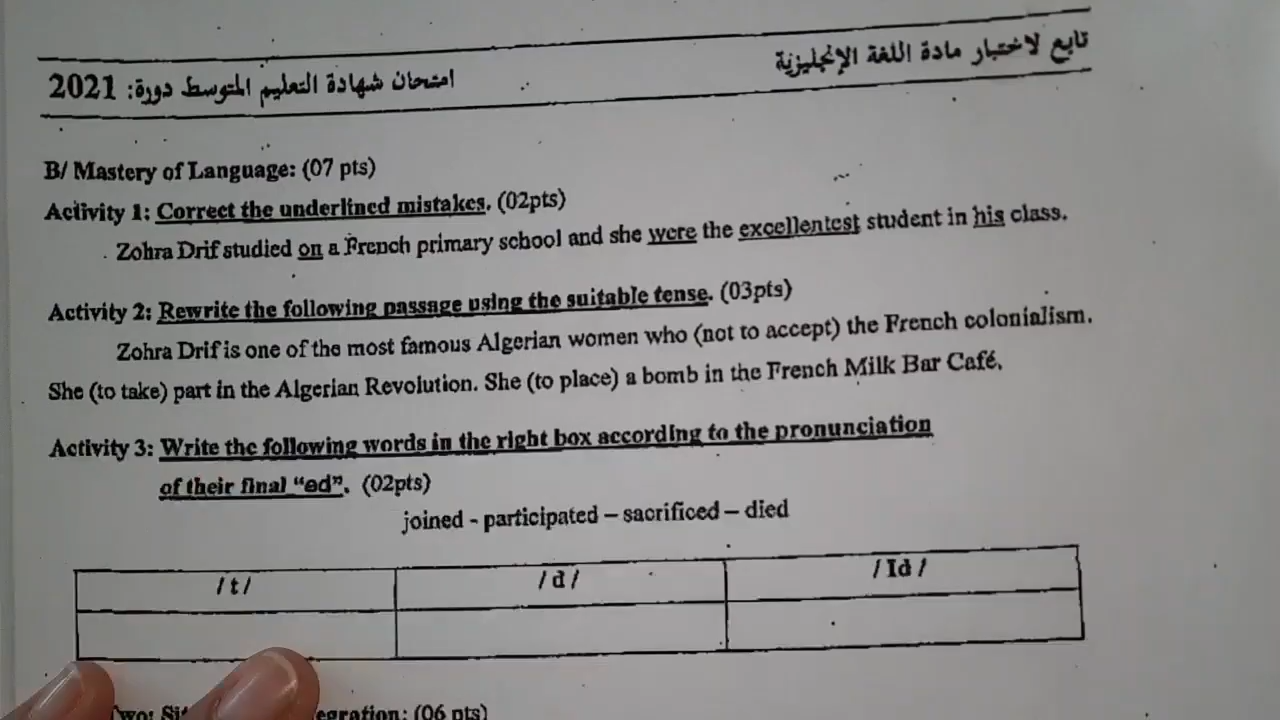 تابع لاختبار مادة اللغة الإنجليزية
امتحان شهادة التعليم المتوسط دورة: 2021
B/ Mastery of Language: (07 pts)
Activity 1: Correct the underlined mistakes. (02pts)
Zohra Drif studied on a French primary school and she were the excellentest student in his class.
Activity 2: Rewrite the following passage using the suitable tense. (03pts)
Zohra Drif is one of the most famous Algerian women who (not to accept) the French colonialism.
She (to take) part in the Algerian Revolution. She (to place) a bomb in the French Milk Bar Café.
Activity 3: Write the following words in the right box according to the pronunciation
of their final “ed”. (02pts)
joined - participated – sacrificed – died
/ t / / d / / Id /
Two: egration: (06 pts)